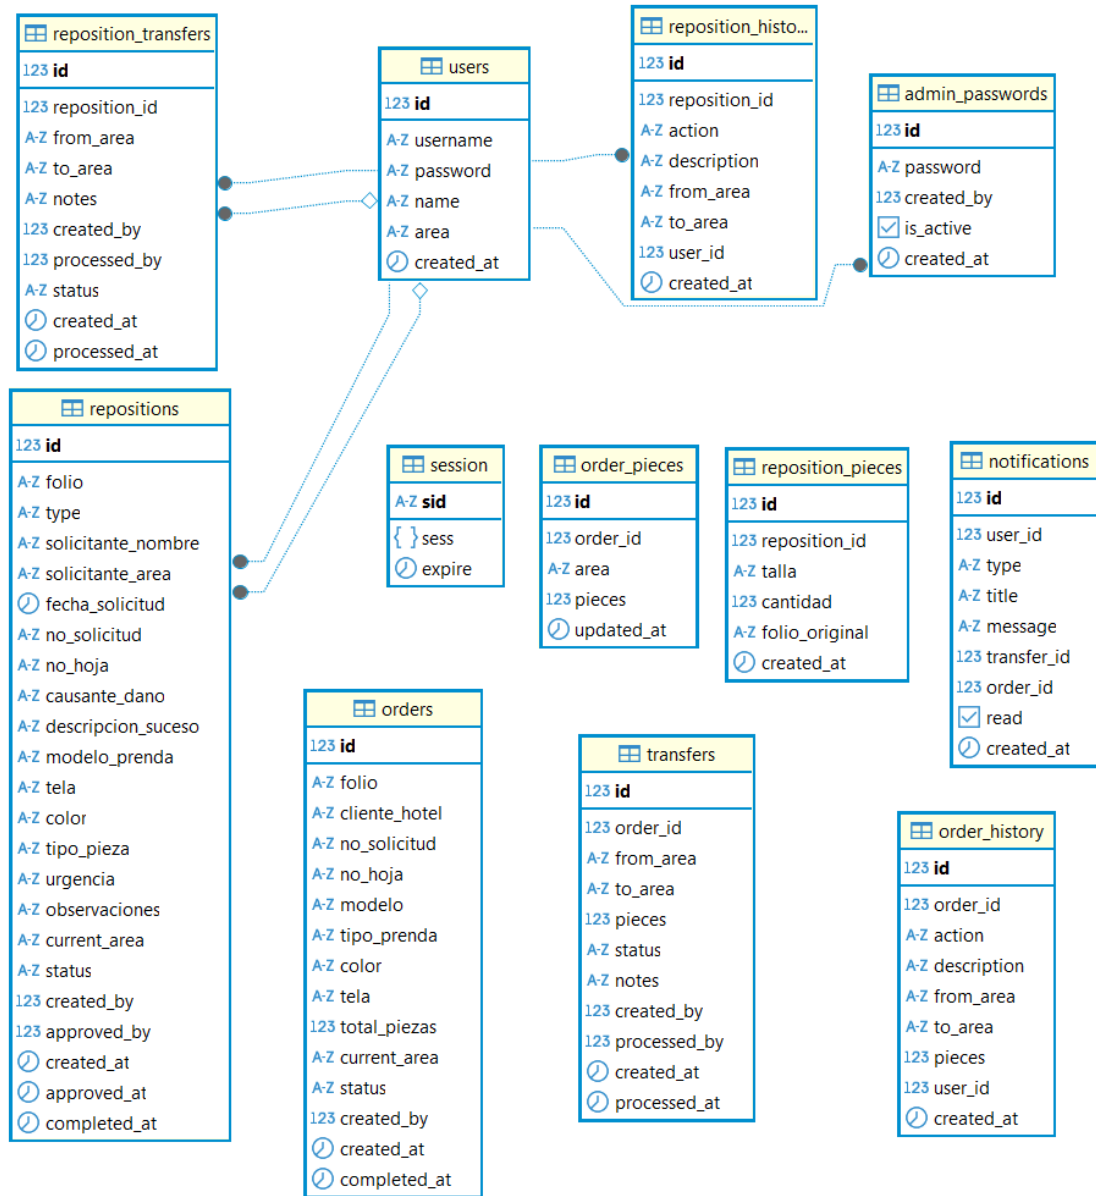 reposition_transfers
123 id
123 reposition_id
A-Z from_area
A-Z to_area
A-Z notes
123 created_by
123 processed_by
A-Z status
created_at
processed_at
users
123 id
A-Z username
A-Z password
A-Z name
A-Z area
created_at
reposition_histo...
123 id
123 reposition_id
A-Z action
A-Z description
A-Z from_area
A-Z to_area
123 user_id
created_at
admin_passwords
123 id
A-Z password
123 created_by
is_active
created_at
repositions
123 id
A-Z folio
A-Z type
A-Z solicitante_nombre
A-Z solicitante_area
fecha_solicitud
A-Z no_solicitud
A-Z no_hoja
A-Z causante_dano
A-Z descripcion_suceso
A-Z modelo_prenda
A-Z tela
A-Z color
A-Z tipo_pieza
A-Z urgencia
A-Z observaciones
A-Z current_area
A-Z status
123 created_by
123 approved_by
created_at
approved_at
completed_at
session
A-Z sid
{ } sess
expire
order_pieces
123 id
123 order_id
A-Z area
123 pieces
updated_at
reposition_pieces
123 id
123 reposition_id
A-Z talla
123 cantidad
A-Z folio_original
created_at
notifications
123 id
123 user_id
A-Z type
A-Z title
A-Z message
123 transfer_id
123 order_id
read
created_at
orders
123 id
A-Z folio
A-Z cliente_hotel
A-Z no_solicitud
A-Z no_hoja
A-Z modelo
A-Z tipo_prenda
A-Z color
A-Z tela
123 total_piezas
A-Z current_area
A-Z status
123 created_by
created_at
completed_at
transfers
123 id
123 order_id
A-Z from_area
A-Z to_area
123 pieces
A-Z status
A-Z notes
123 created_by
123 processed_by
created_at
processed_at
order_history
123 id
123 order_id
A-Z action
A-Z description
A-Z from_area
A-Z to_area
123 pieces
123 user_id
created_at